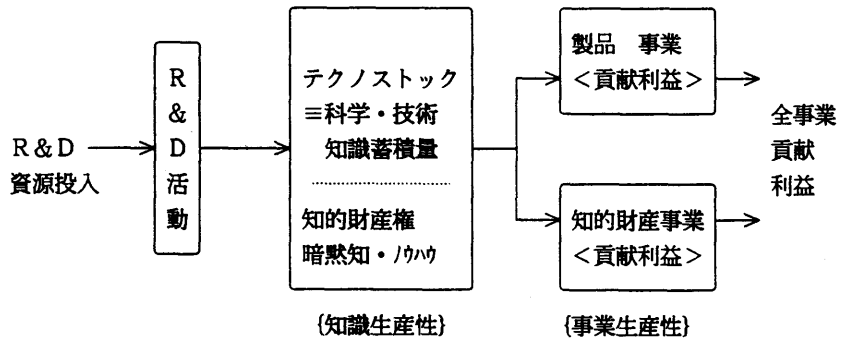 R&D
資源投入
R
&
D
活
動
テクノストック
≡科学・技術
知識蓄積量
知的財産権
暗黙知・ノウハウ
{知識生産性}
製品 事業
<貢献利益>
知的財産事業
<貢献利益>
{事業生産性}
全事業
貢献
利益